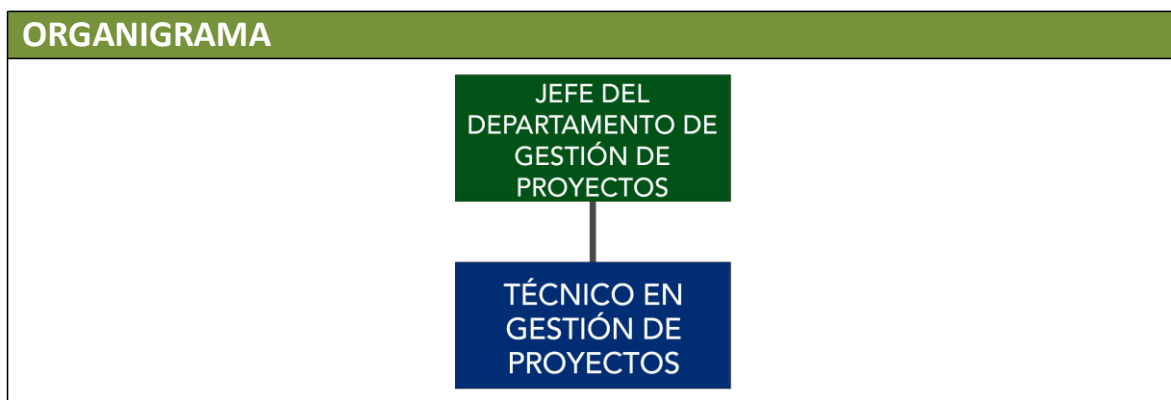 ORGANIGRAMA
JEFE DEL
DEPARTAMENTO DE
GESTIÓN DE
PROYECTOS
TÉCNICO EN
GESTIÓN DE
PROYECTOS